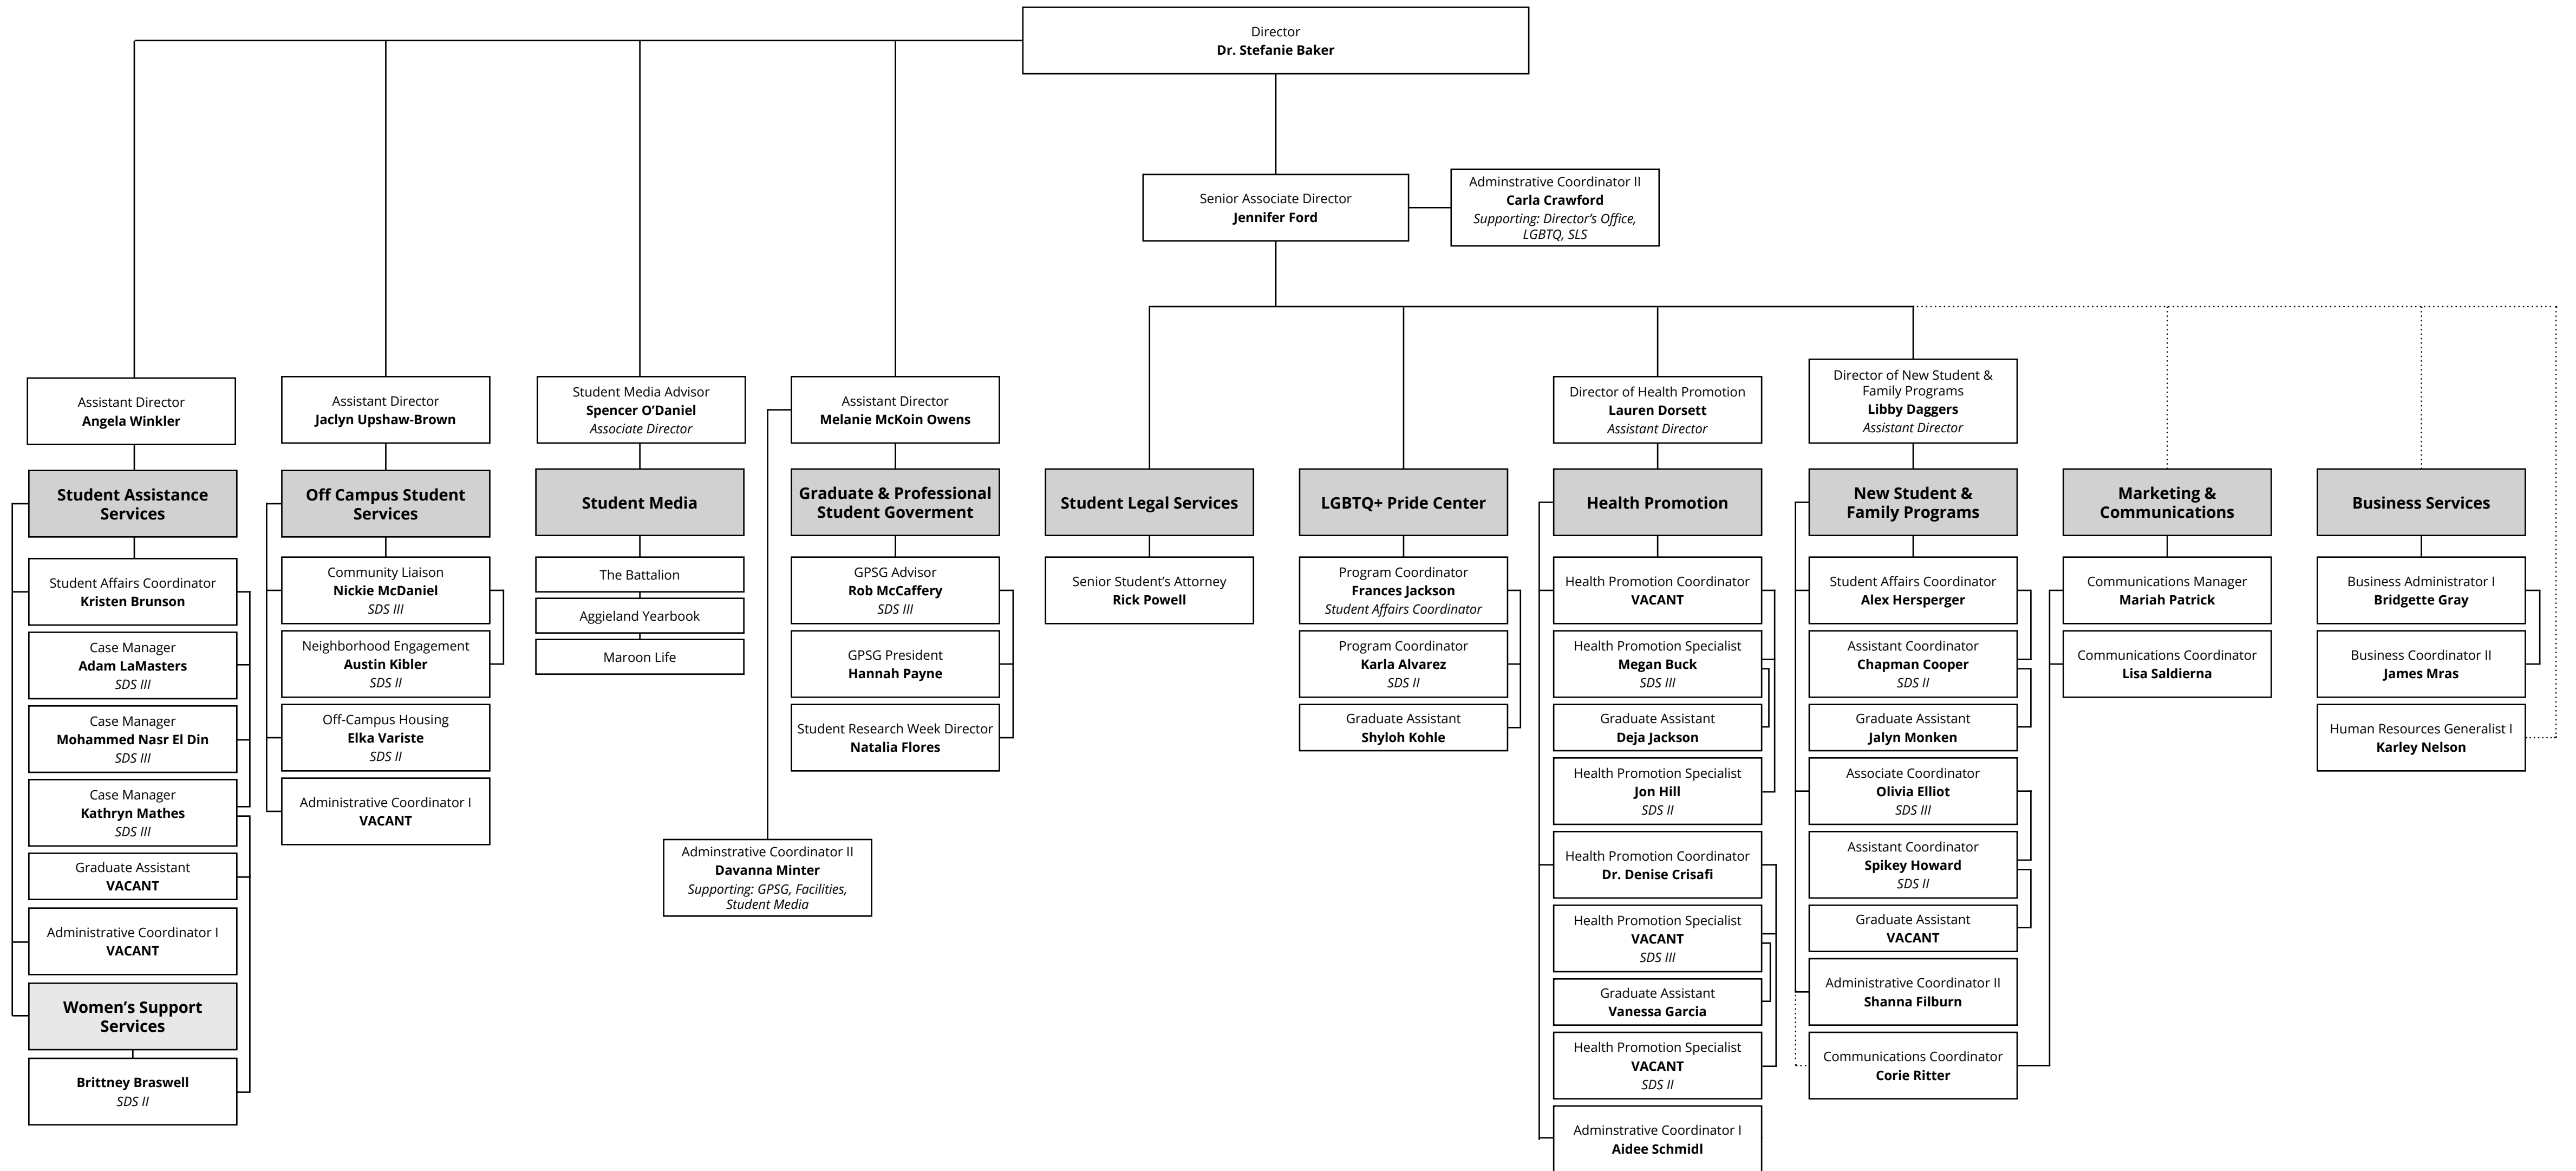 Director
Dr. Stefanie Baker
Senior Associate Director
Jennifer Ford
Adminstrative Coordinator II
Carla Crawford
Supporting: Director’s Office,
LGBTQ, SLS
Assistant Director
Angela Winkler
Student Assistance
Services
Student Affairs Coordinator
Kristen Brunson
Case Manager
Adam LaMasters
SDS III
Case Manager
Mohammed Nasr El Din
SDS III
Case Manager
Kathryn Mathes
SDS III
Graduate Assistant
VACANT
Administrative Coordinator I
VACANT
Women’s Support
Services
Brittney Braswell
SDS II
Assistant Director
Jaclyn Upshaw-Brown
Off Campus Student
Services
Community Liaison
Nickie McDaniel
SDS III
Neighborhood Engagement
Austin Kibler
SDS II
Off-Campus Housing
Elka Variste
SDS II
Administrative Coordinator I
VACANT
Student Media Advisor
Spencer O’Daniel
Associate Director
Student Media
The Battalion
Aggieland Yearbook
Maroon Life
Assistant Director
Melanie McKoin Owens
Graduate & Professional
Student Goverment
GPSG Advisor
Rob McCaffery
SDS III
GPSG President
Hannah Payne
Student Research Week Director
Natalia Flores
Adminstrative Coordinator II
Davanna Minter
Supporting: GPSG, Facilities,
Student Media
Student Legal Services
Senior Student’s Attorney
Rick Powell
LGBTQ+ Pride Center
Program Coordinator
Frances Jackson
Student Affairs Coordinator
Program Coordinator
Karla Alvarez
SDS II
Graduate Assistant
Shyloh Kohle
Director of Health Promotion
Lauren Dorsett
Assistant Director
Health Promotion
Health Promotion Coordinator
VACANT
Health Promotion Specialist
Megan Buck
SDS III
Graduate Assistant
Deja Jackson
Health Promotion Specialist
Jon Hill
SDS II
Health Promotion Coordinator
Dr. Denise Crisafi
Health Promotion Specialist
VACANT
SDS III
Graduate Assistant
Vanessa Garcia
Health Promotion Specialist
VACANT
SDS II
Adminstrative Coordinator I
Aidee Schmidl
Director of New Student &
Family Programs
Libby Daggers
Assistant Director
New Student &
Family Programs
Student Affairs Coordinator
Alex Hersperger
Assistant Coordinator
Chapman Cooper
SDS II
Graduate Assistant
Jalyn Monken
Associate Coordinator
Olivia Elliot
SDS III
Assistant Coordinator
Spikey Howard
SDS II
Graduate Assistant
VACANT
Administrative Coordinator II
Shanna Filburn
Communications Coordinator
Corie Ritter
Marketing &
Communications
Communications Manager
Mariah Patrick
Communications Coordinator
Lisa Saldierna
Business Services
Business Administrator I
Bridgette Gray
Business Coordinator II
James Mras
Human Resources Generalist I
Karley Nelson